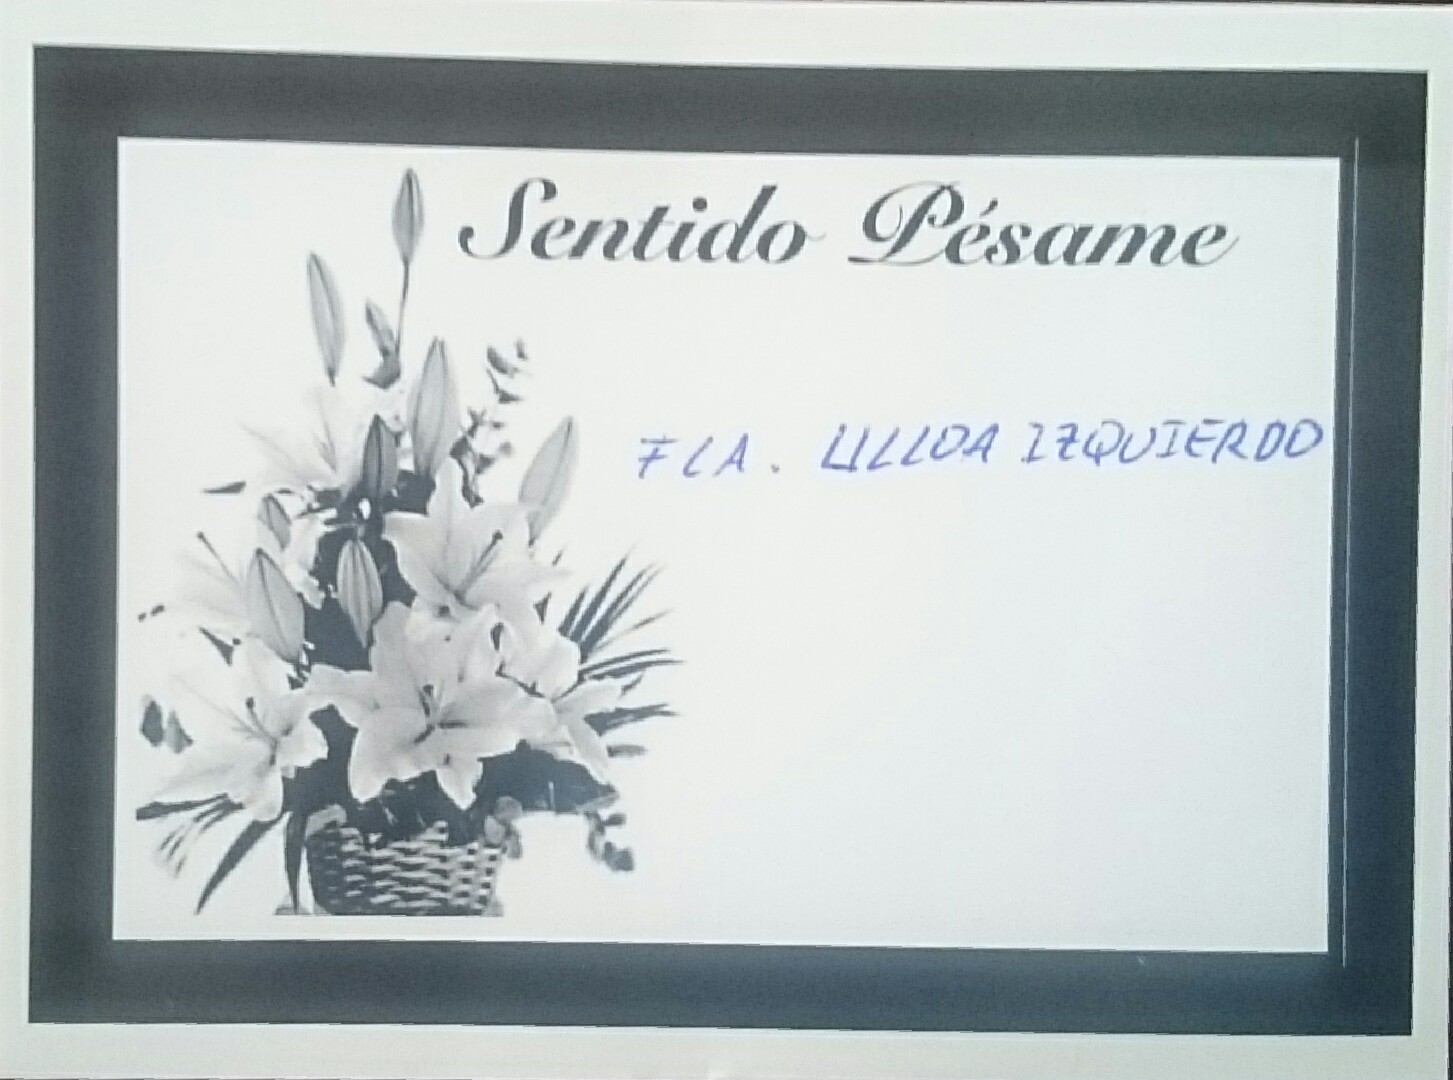 Sentido Pésame
FLA. ULLOA IZQUIERDO